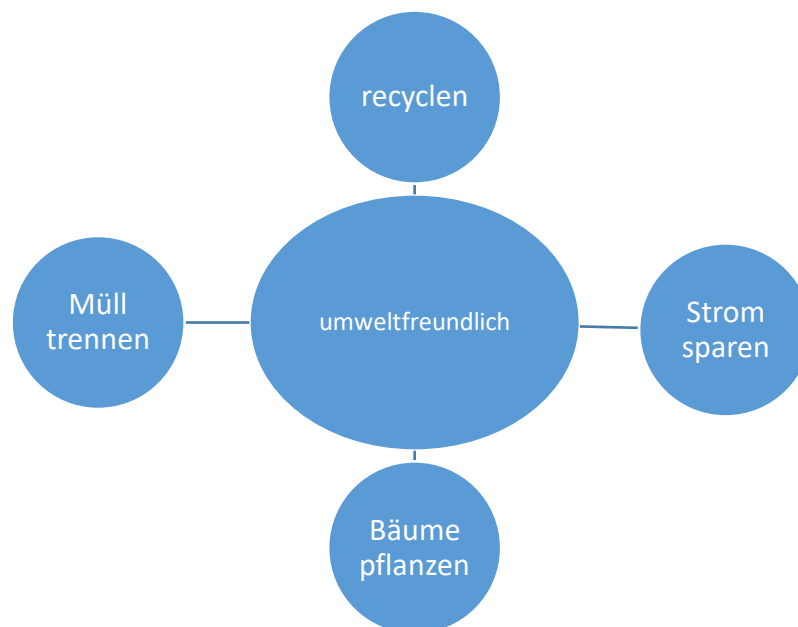 recyclen
Müll
trennen
umweltfreundlich
Strom
sparen
Bäume
pflanzen